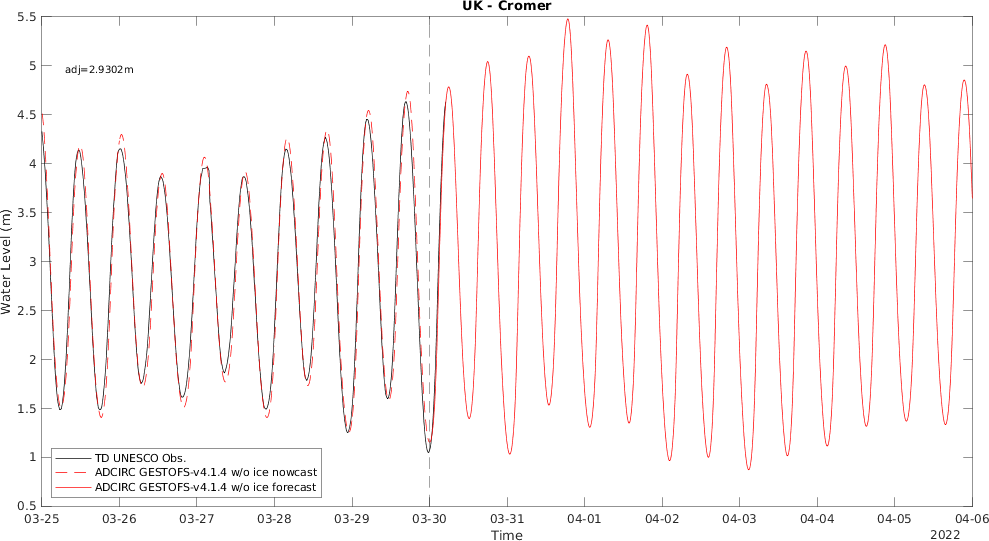 UK - Cromer
5.5
5
4.5
4
3.5
3
2.5
2
1.5
1
0.5
Water Level (m)
adj=2.9302m
TD UNESCO Obs.
ADCIRC GESTOFS-v4.1.4 w/o ice nowcast
ADCIRC GESTOFS-v4.1.4 w/o ice forecast
03-25 03-26 03-27 03-28 03-29 03-30 03-31 04-01 04-02 04-03 04-04 04-05 04-06
Time
2022